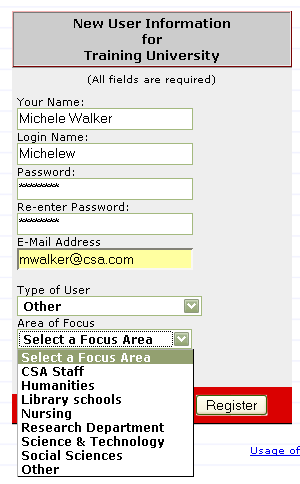 New User Information
for
Training University
(All fields are required)
Your Name:
Michele Walker
Login Name:
Michelew
Password:
*********
Re-enter Password:
*********
E-Mail Address
mwalker@csa.com
Type of User
Other
Area of Focus
Select a Focus Area
Select a Focus Area
CSA Staff
Humanities
Library schools
Nursing
Research Department
Science & Technology
Social Sciences
Other
Register
Usage of